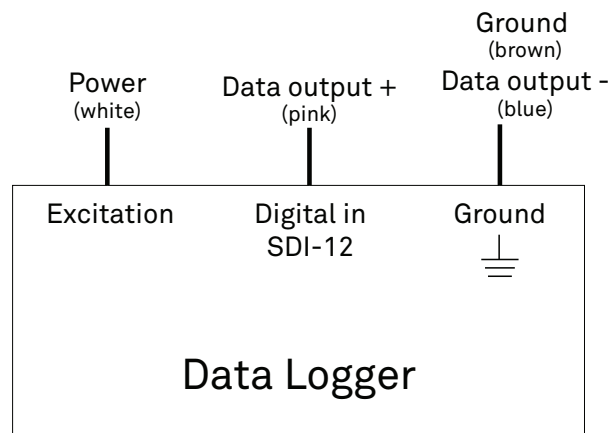 Power
(white)
Data output +
(pink)
Ground
(brown)
Data output -
(blue)
Excitation
Digital in
SDI-12
Ground
Data Logger